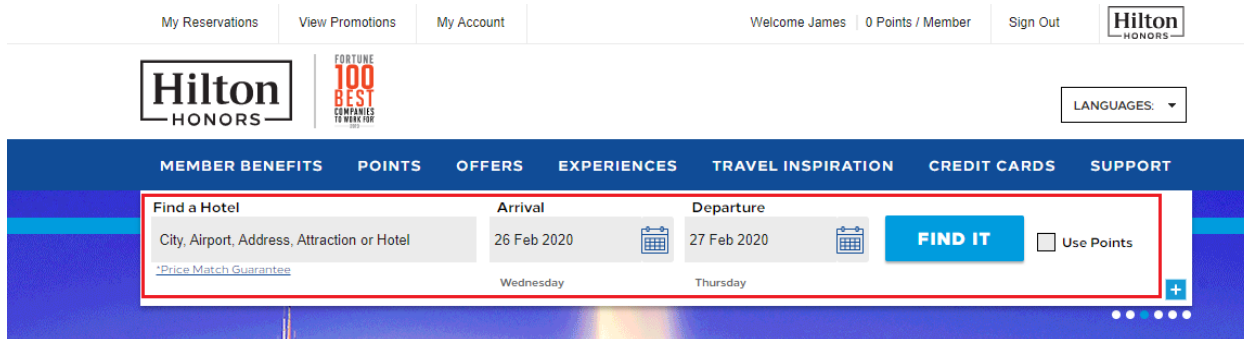 My Reservations View Promotions My Account Welcome James 0 Points / Member Sign Out Hilton
HONORS
FORTUNE
100
BEST
COMPANIES
TO WORK FOR
Hilton
HONORS
LANGUAGES:
MEMBER BENEFITS POINTS OFFERS EXPERIENCES TRAVEL INSPIRATION CREDIT CARDS SUPPORT
Find a Hotel Arrival Departure
City, Airport, Address, Attraction or Hotel 26 Feb 2020 27 Feb 2020 FIND IT Use Points
*Price Match Guarantee
Wednesday Thursday